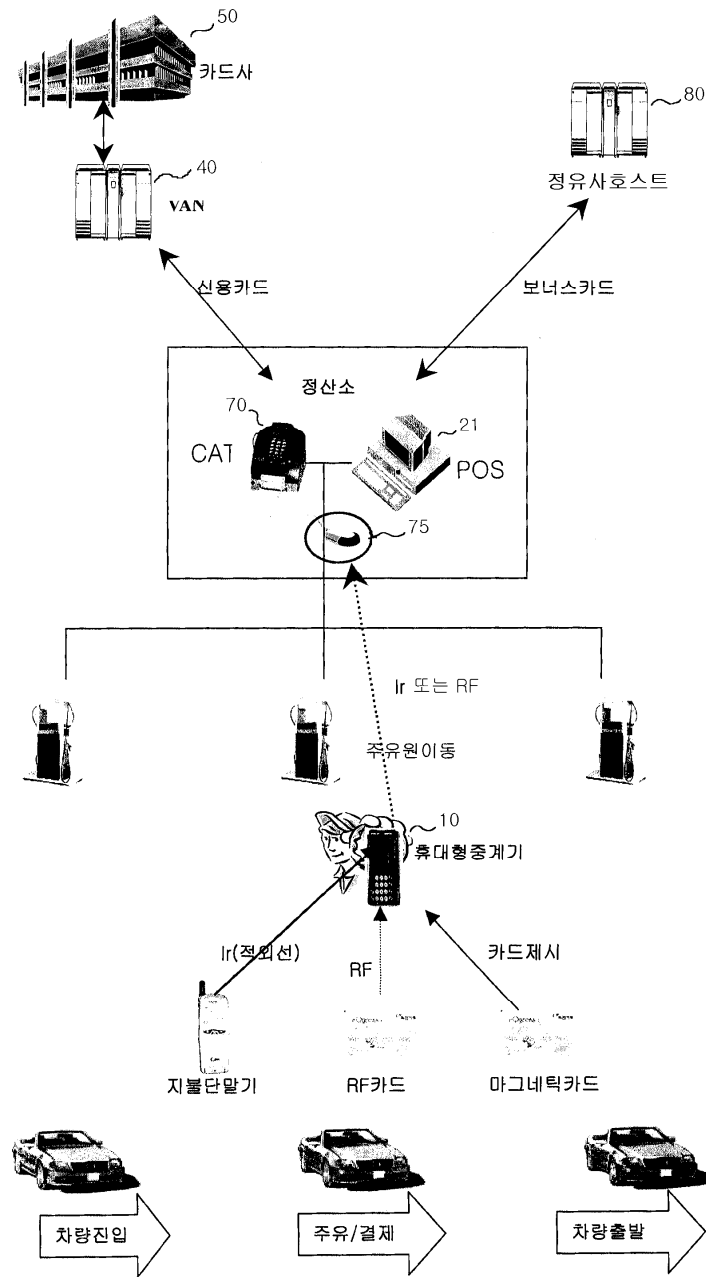 50
카드사
80
40
VAN
정유사호스트
신용카드
보너스카드
정산소
70
21
CAT
POS
75
Ir 또는 RF
주유원이동
10
휴대형중계기
Ir(적외선)
RF
카드제시
지불단말기
RF카드
마그네틱카드
차량진입
주유/결제
차량출발